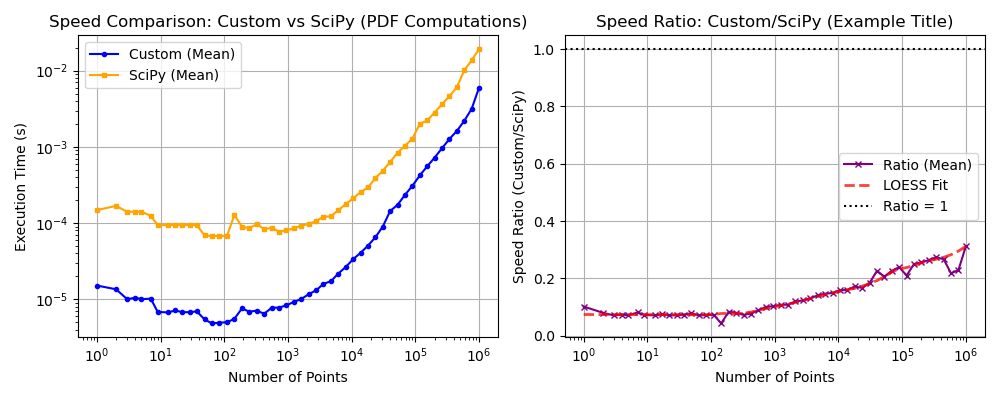 Speed Comparison: Custom vs SciPy (PDF Computations)
Custom (Mean)
SciPy (Mean)
Execution Time (s)
10⁻²
10⁻³
10⁻⁴
10⁻⁵
10⁰ 10¹ 10² 10³ 10⁴ 10⁵ 10⁶
Number of Points
Speed Ratio: Custom/SciPy (Example Title)
Speed Ratio (Custom/SciPy)
1.0
0.8
0.6
0.4
0.2
0.0
Ratio (Mean)
LOESS Fit
Ratio = 1
10⁰ 10¹ 10² 10³ 10⁴ 10⁵ 10⁶
Number of Points